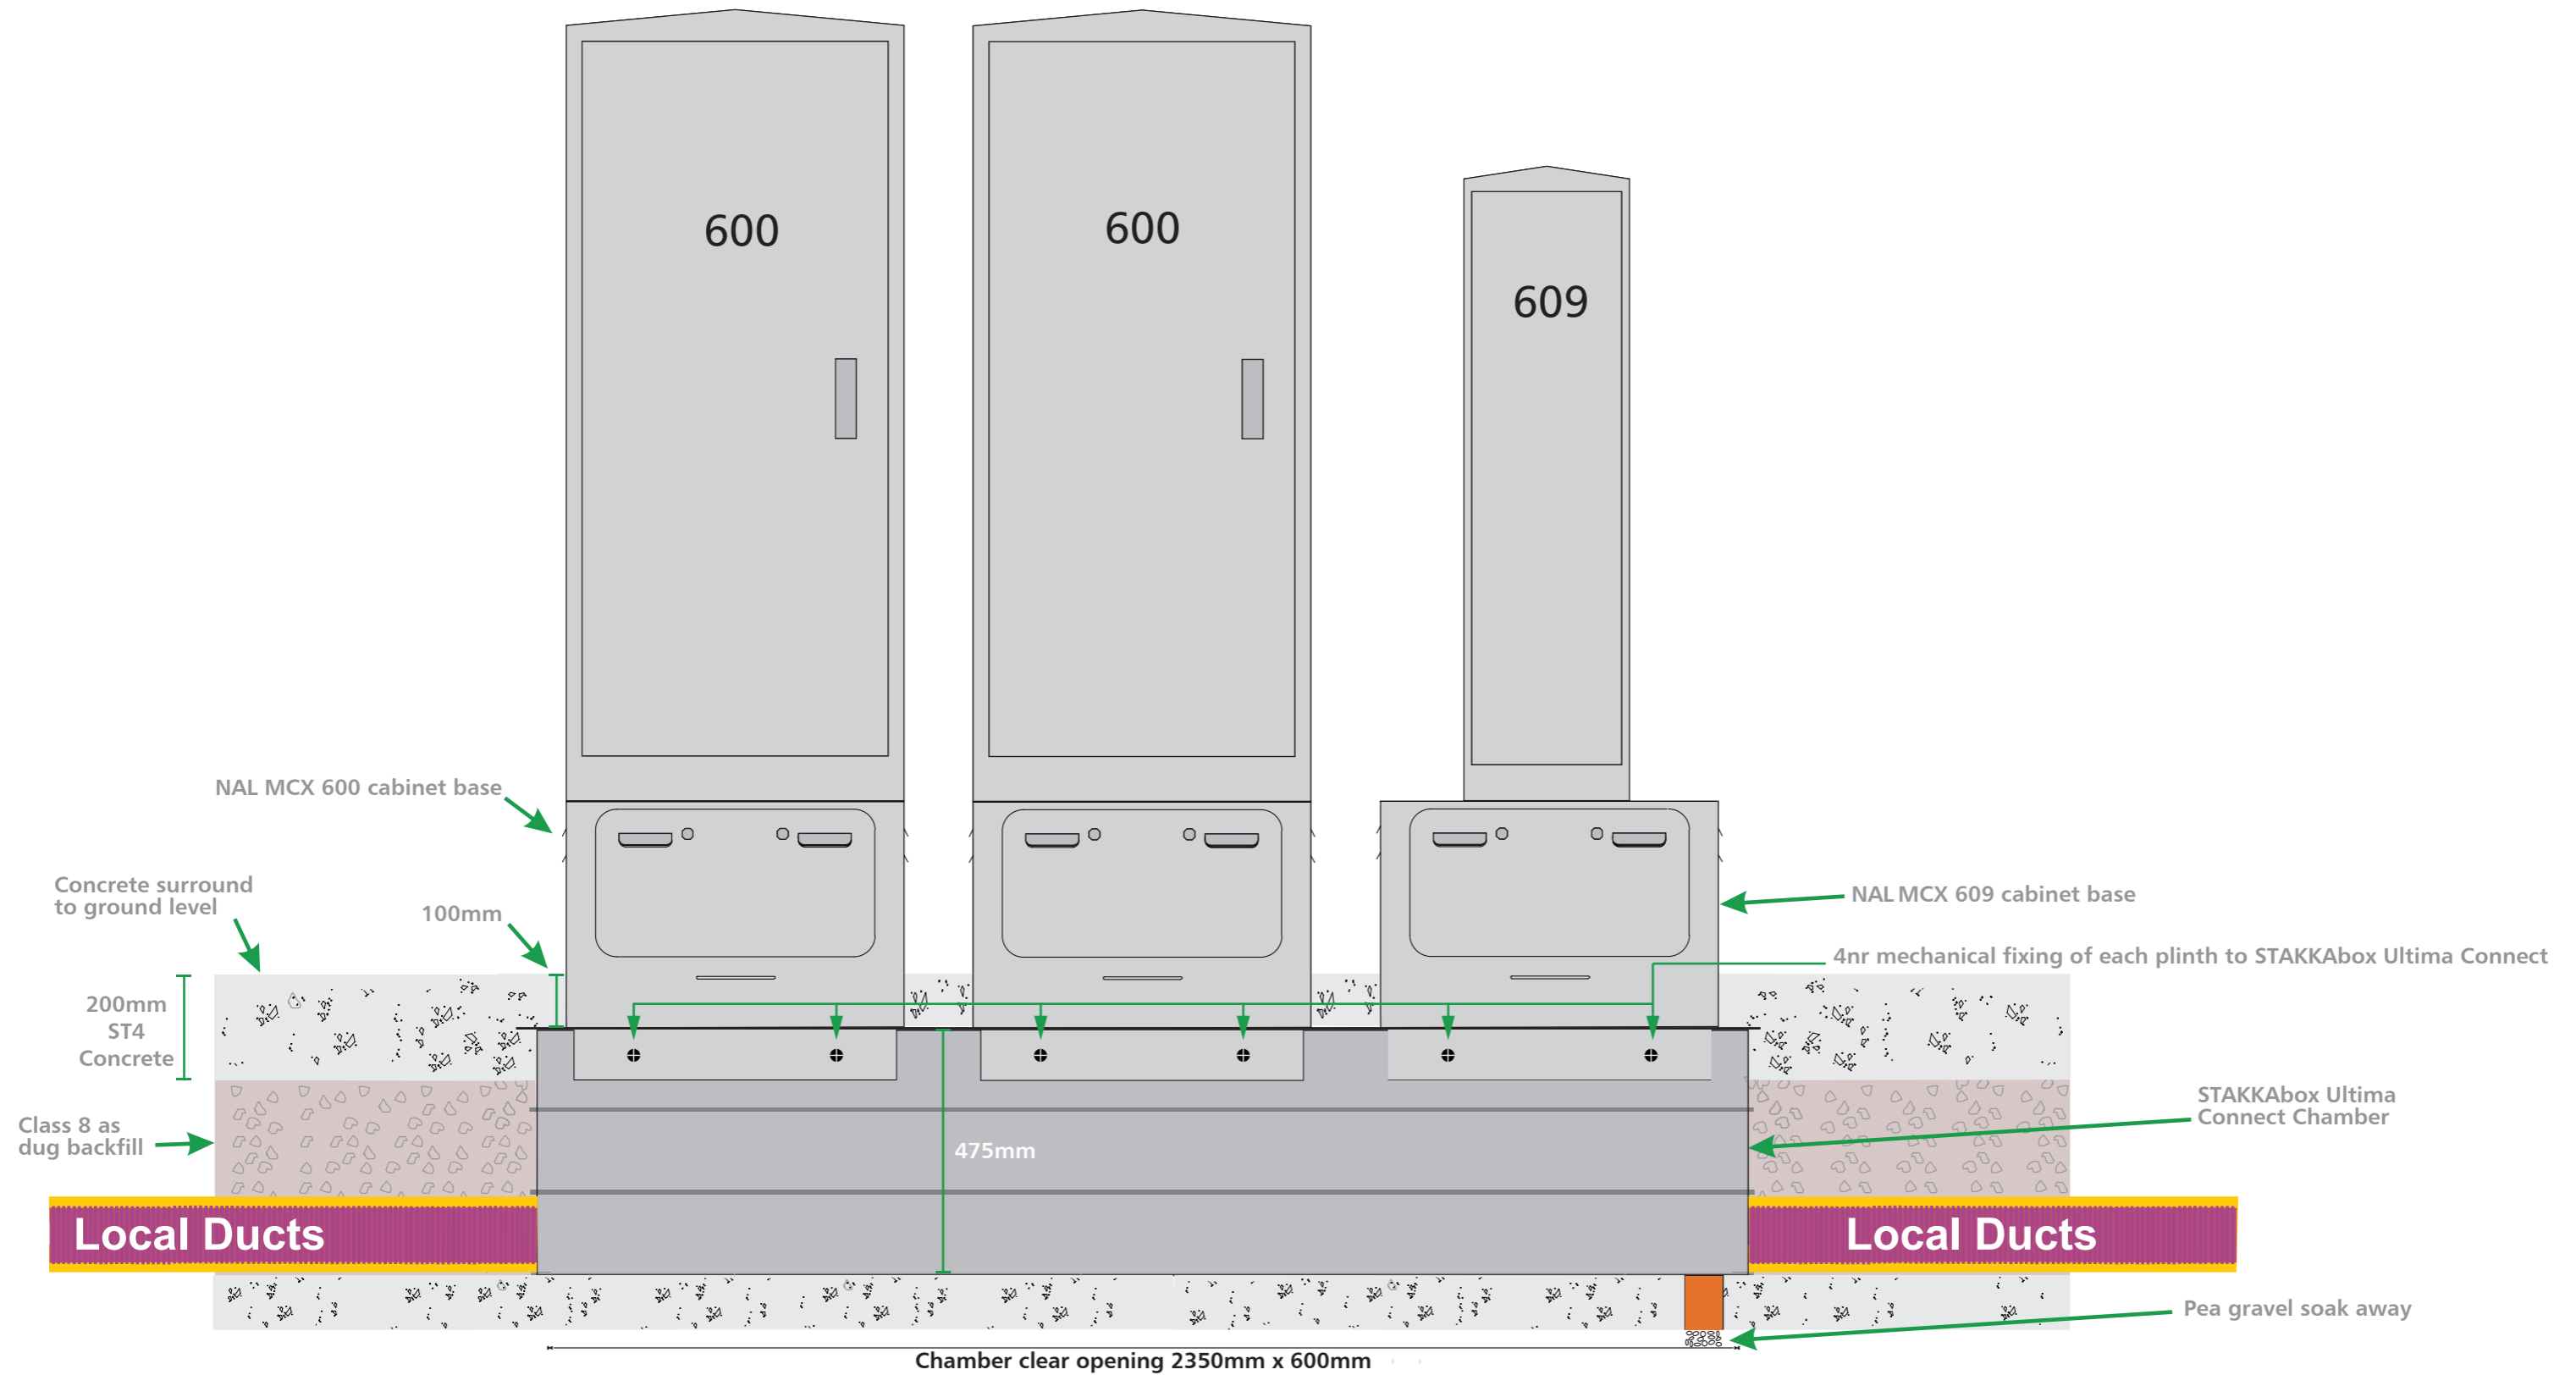 600
600
609
NAL MCX 600 cabinet base
Concrete surround
to ground level
100mm
NAL MCX 609 cabinet base
4nr mechanical fixing of each plinth to STAKKAbox Ultima Connect
200mm
ST4
Concrete
STAKKAbox Ultima
Connect Chamber
Class 8 as
dug backfill
475mm
Local Ducts
Local Ducts
Pea gravel soak away
Chamber clear opening 2350mm x 600mm